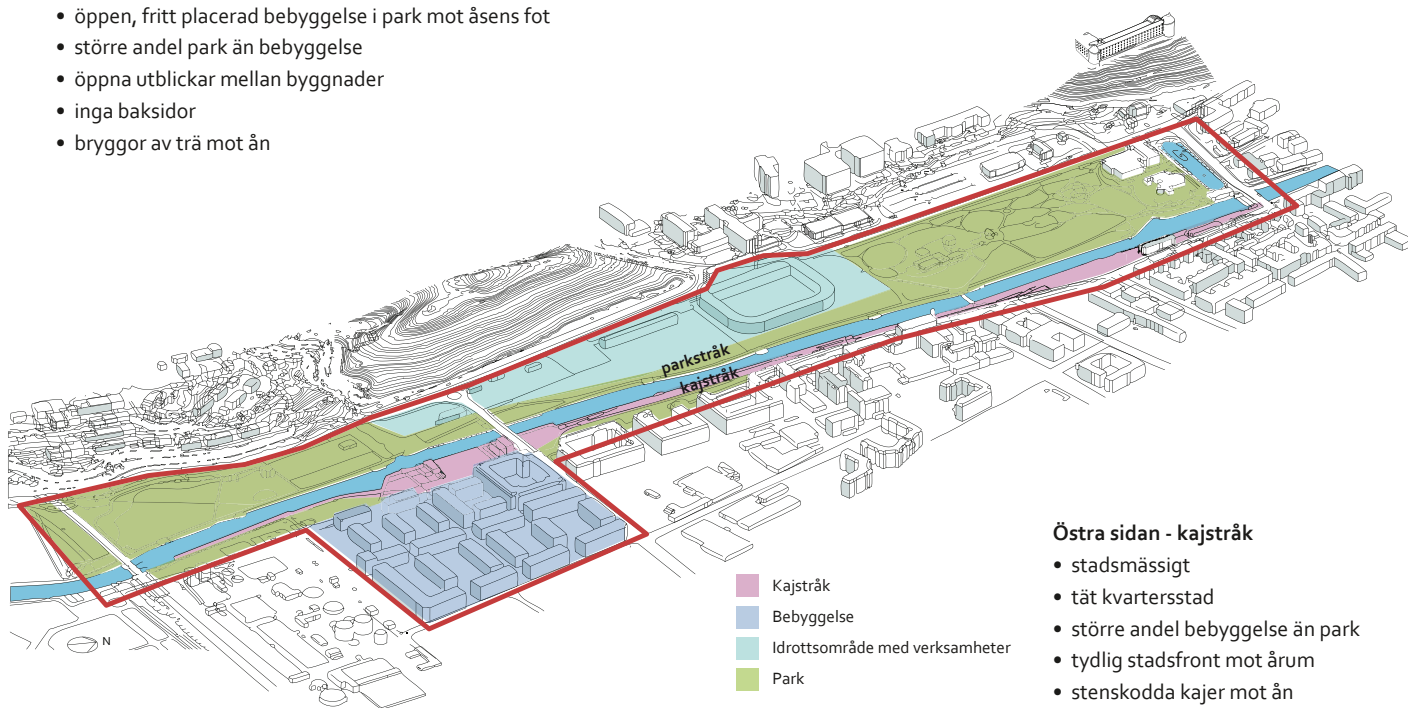 • öppen, fritt placerad bebyggelse i park mot åsens fot
• större andel park än bebyggelse
• öppna utblickar mellan byggnader
• inga baksidor
• bryggor av trä mot ån
parkstråk
kajstråk
N
Kajstråk
Bebyggelse
Idrottsområde med verksamheter
Park
Östra sidan - kajstråk
• stadsmässigt
• tät kvartersstad
• större andel bebyggelse än park
• tydlig stadsfront mot årum
• stenskodda kajer mot ån